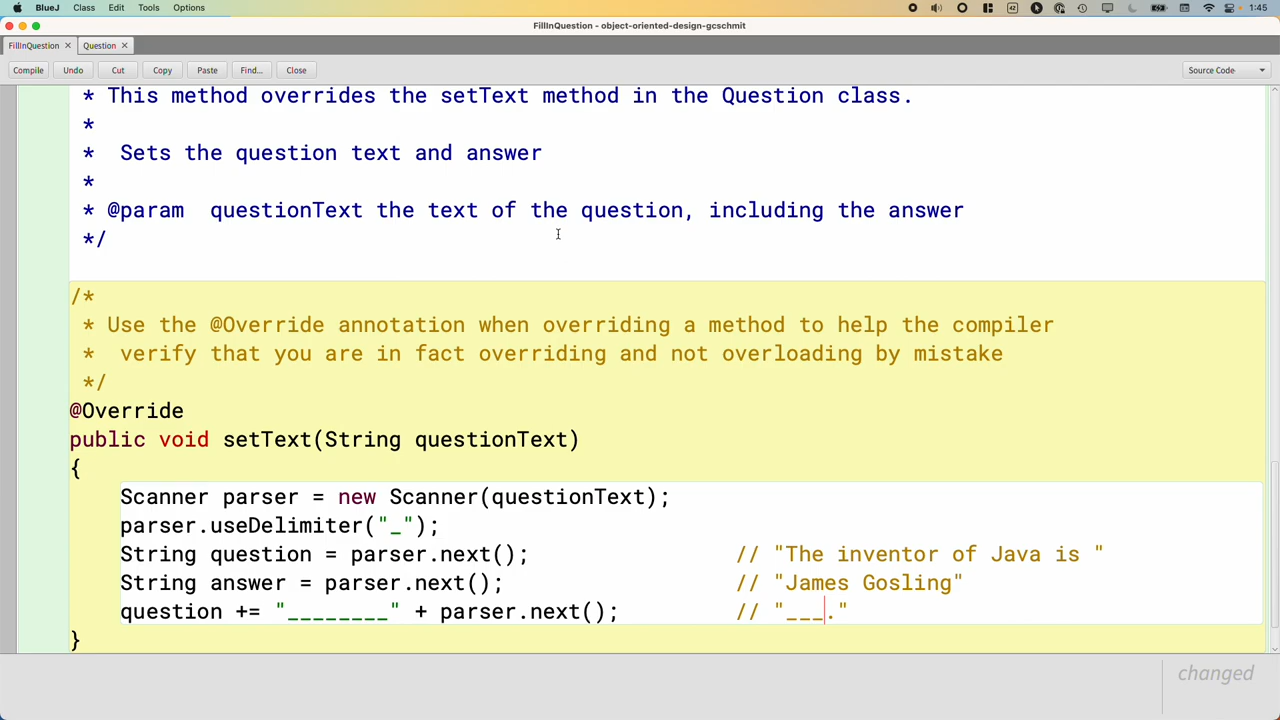 BlueJ Class Edit Tools Options 42 1:45
FillInQuestion - object-oriented-design-gcschmit
FillInQuestion × Question ×
Compile Undo Cut Copy Paste Find... Close Source Code
* This method overrides the setText method in the Question class.
*
* Sets the question text and answer
*
* @param questionText the text of the question, including the answer
*/
/*
* Use the @Override annotation when overriding a method to help the compiler
* verify that you are in fact overriding and not overloading by mistake
*/
@Override
public void setText(String questionText)
{
Scanner parser = new Scanner(questionText);
parser.useDelimiter("_");
String question = parser.next(); // "The inventor of Java is "
String answer = parser.next(); // "James Gosling"
question += "________" + parser.next(); // "___."
}
changed